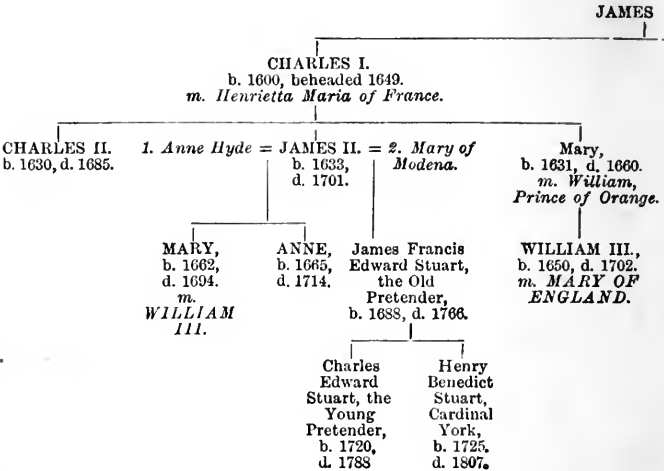 JAMES
CHARLES I.
b. 1600, beheaded 1649.
m. Henrietta Maria of France.
CHARLES II.
b. 1630, d. 1685.
1. Anne Hyde = JAMES II. = 2. Mary of
Modena.
b. 1633,
d. 1701.
Mary,
b. 1631, d. 1660.
m. William,
Prince of Orange.
MARY,
b. 1662,
d. 1694.
m.
WILLIAM
III.
ANNE,
b. 1665,
d. 1714.
James Francis
Edward Stuart,
the Old
Pretender,
b. 1688, d. 1766.
WILLIAM III.,
b. 1650, d. 1702.
m. MARY OF
ENGLAND.
Charles
Edward
Stuart, the
Young
Pretender,
b. 1720,
d. 1788
Henry
Benedict
Stuart,
Cardinal
York,
b. 1725.
d. 1807.